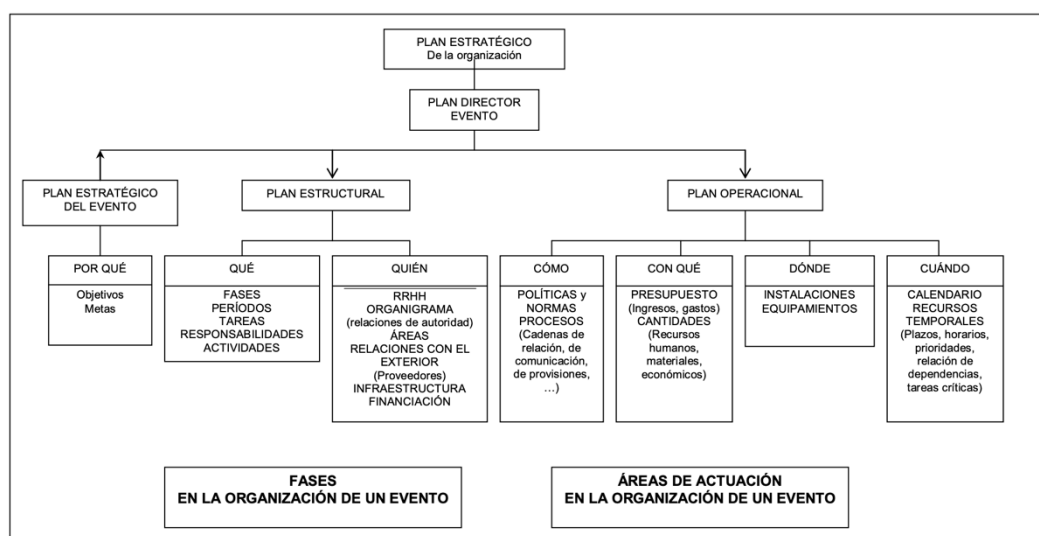 PLAN ESTRATÉGICO
De la organización
PLAN DIRECTOR
EVENTO
PLAN ESTRATÉGICO
DEL EVENTO
PLAN ESTRUCTURAL
PLAN OPERACIONAL
POR QUÉ
Objetivos
Metas
QUÉ
FASES
PERÍODOS
TAREAS
RESPONSABILIDADES
ACTIVIDADES
QUIÉN
RRHH
ORGANIGRAMA
(relaciones de autoridad)
ÁREAS
RELACIONES CON EL
EXTERIOR
(Proveedores)
INFRAESTRUCTURA
FINANCIACIÓN
CÓMO
POLÍTICAS y
NORMAS
PROCESOS
(Cadenas de
relación, de
comunicación,
de provisiones,
…)
CON QUÉ
PRESUPUESTO
(Ingresos, gastos)
CANTIDADES
(Recursos
humanos,
materiales,
económicos)
DÓNDE
INSTALACIONES
EQUIPAMIENTOS
CUÁNDO
CALENDARIO
RECURSOS
TEMPORALES
(Plazos, horarios,
prioridades,
relación de
dependencias,
tareas críticas)
FASES
EN LA ORGANIZACIÓN DE UN EVENTO
ÁREAS DE ACTUACIÓN
EN LA ORGANIZACIÓN DE UN EVENTO